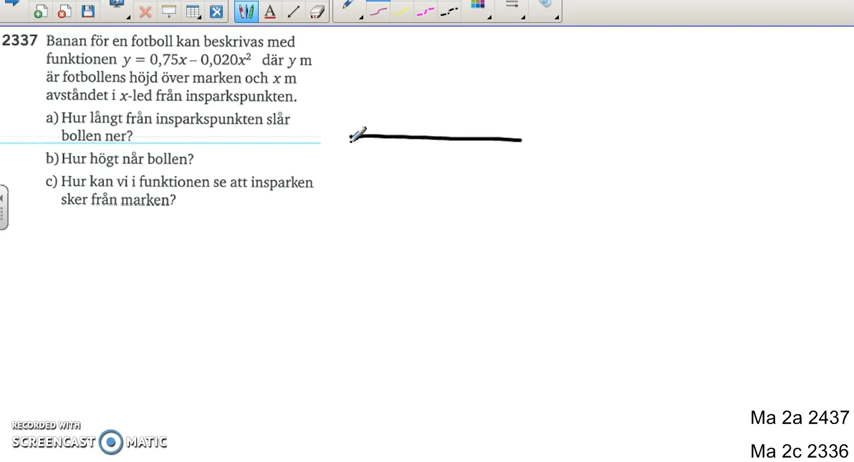 2337 Banan för en fotboll kan beskrivas med
funktionen y = 0,75x – 0,020x² där y m
är fotbollens höjd över marken och x m
avståndet i x-led från insparkspunkten.
a) Hur långt från insparkspunkten slår
bollen ner?
b) Hur högt når bollen?
c) Hur kan vi i funktionen se att insparken
sker från marken?
Ma 2a 2437
Ma 2c 2336
RECORDED WITH
SCREENCAST MATIC